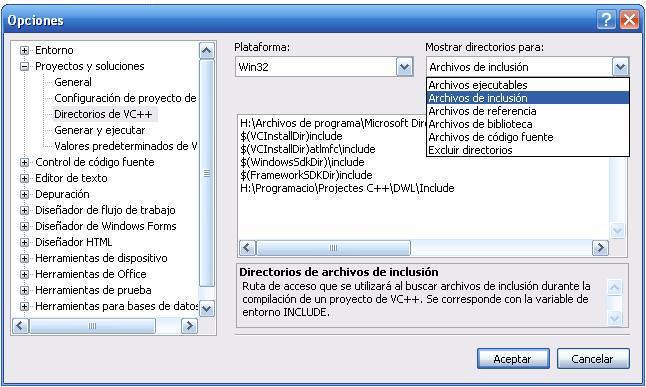 Opciones
Entorno
Proyectos y soluciones
General
Configuración de proyecto de
Directorios de VC++
Generar y ejecutar
Valores predeterminados de V
Control de código fuente
Editor de texto
Depuración
Diseñador de flujo de trabajo
Diseñador de Windows Forms
Diseñador HTML
Herramientas de dispositivo
Herramientas de Office
Herramientas de prueba
Herramientas para bases de datos
Plataforma:
Win32
Mostrar directorios para:
Archivos de inclusión
Archivos ejecutables
Archivos de inclusión
Archivos de referencia
Archivos de biblioteca
Archivos de código fuente
Excluir directorios
H:\Archivos de programa\Microsoft Dir
$(VCInstallDir)include
$(VCInstallDir)atlmfc\include
$(WindowsSdkDir)include
$(FrameworkSDKDir)include
H:\Programacio\Projectes C++\DWL\Include
Directorios de archivos de inclusión
Ruta de acceso que se utilizará al buscar archivos de inclusión durante la
compilación de un proyecto de VC++. Se corresponde con la variable de
entorno INCLUDE.
Aceptar
Cancelar